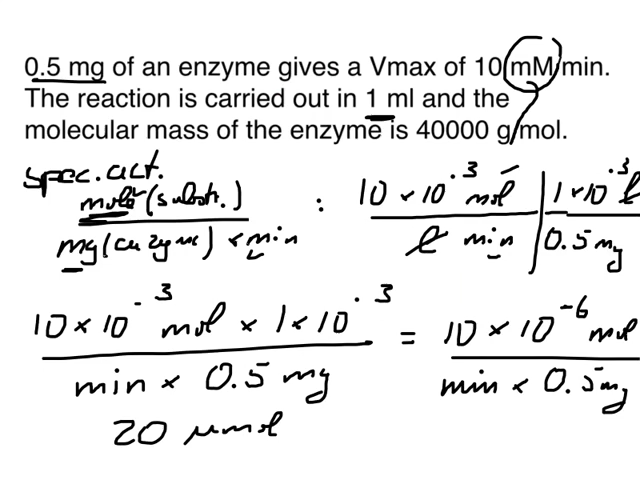 0.5 mg of an enzyme gives a Vmax of 10 mM/min.
The reaction is carried out in 1 ml and the
molecular mass of the enzyme is 40000 g/mol.
spec. act.
mole (substr.) : 10 × 10⁻³ mol 1 × 10⁻³ l
mg (enzyme) × min l min 0.5 mg
10 × 10⁻³ mol × 1 × 10⁻³ = 10 × 10⁻⁶ mol
min × 0.5 mg min × 0.5 mg
20 μmol